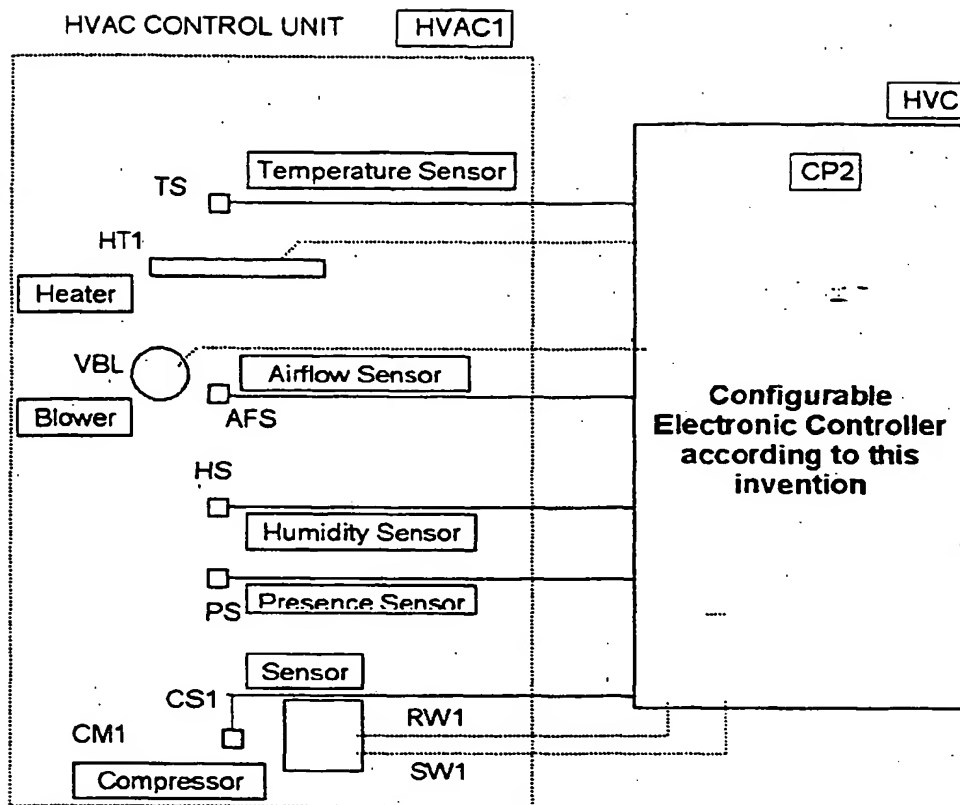 HVAC CONTROL UNIT HVAC1
HVC
CP2
Temperature Sensor
TS
HT1
Heater
VBL
Airflow Sensor
Blower
AFS
Configurable
Electronic Controller
according to this
invention
HS
Humidity Sensor
PS
Presence Sensor
Sensor
CS1
RW1
CM1
SW1
Compressor